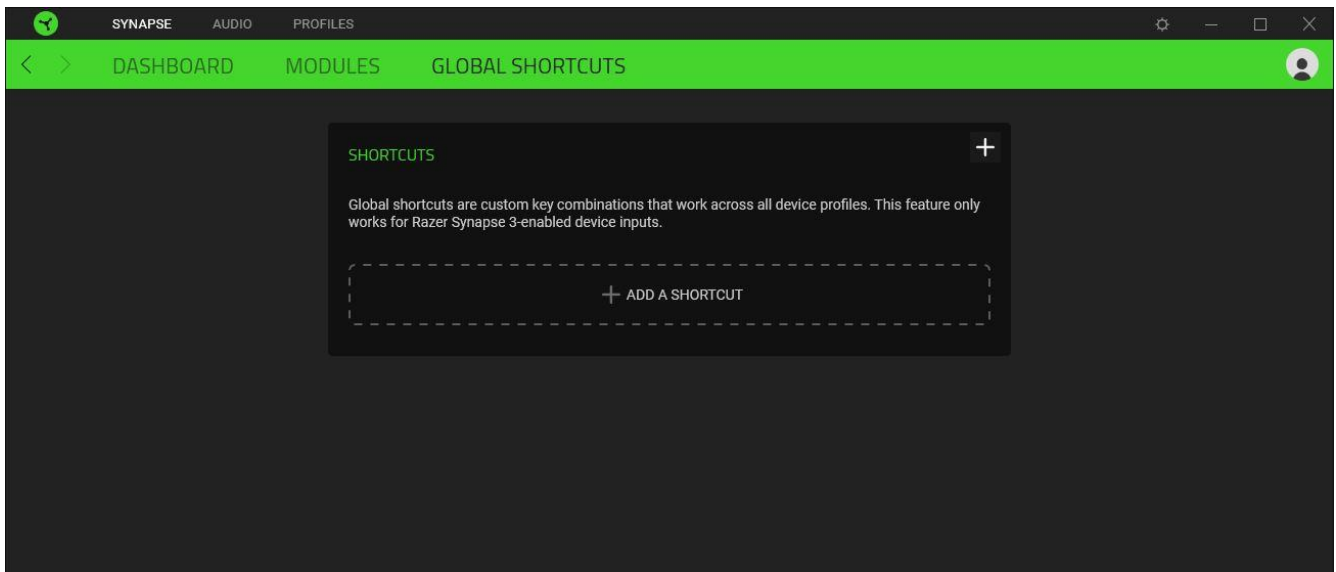 SYNAPSE AUDIO PROFILES
DASHBOARD MODULES GLOBAL SHORTCUTS
SHORTCUTS
Global shortcuts are custom key combinations that work across all device profiles. This feature only
works for Razer Synapse 3-enabled device inputs.
ADD A SHORTCUT